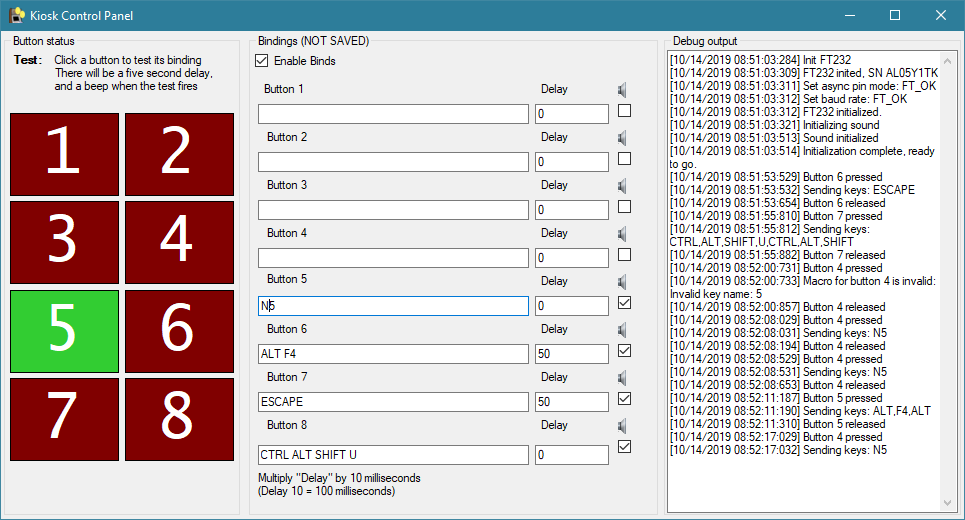 Kiosk Control Panel
Button status
Test: Click a button to test its binding
There will be a five second delay,
and a beep when the test fires
1 2
3 4
5 6
7 8
Bindings (NOT SAVED)
Enable Binds
Button 1 Delay
0
Button 2 Delay
0
Button 3 Delay
0
Button 4 Delay
0
Button 5 Delay
N5 0
Button 6 Delay
ALT F4 50
Button 7 Delay
ESCAPE 50
Button 8 Delay
CTRL ALT SHIFT U 0
Multiply "Delay" by 10 milliseconds
(Delay 10 = 100 milliseconds)
Debug output
[10/14/2019 08:51:03:284] Init FT232
[10/14/2019 08:51:03:309] FT232 inited, SN AL05Y1TK
[10/14/2019 08:51:03:311] Set async pin mode: FT_OK
[10/14/2019 08:51:03:312] Set baud rate: FT_OK
[10/14/2019 08:51:03:312] FT232 initialized.
[10/14/2019 08:51:03:321] Initializing sound
[10/14/2019 08:51:03:513] Sound initialized
[10/14/2019 08:51:03:514] Initialization complete, ready
to go.
[10/14/2019 08:51:53:529] Button 6 pressed
[10/14/2019 08:51:53:532] Sending keys: ESCAPE
[10/14/2019 08:51:53:654] Button 6 released
[10/14/2019 08:51:55:810] Button 7 pressed
[10/14/2019 08:51:55:812] Sending keys:
CTRL,ALT,SHIFT,U,CTRL,ALT,SHIFT
[10/14/2019 08:51:55:882] Button 7 released
[10/14/2019 08:52:00:731] Button 4 pressed
[10/14/2019 08:52:00:733] Macro for button 4 is invalid:
Invalid key name: 5
[10/14/2019 08:52:00:857] Button 4 released
[10/14/2019 08:52:08:029] Button 4 pressed
[10/14/2019 08:52:08:031] Sending keys: N5
[10/14/2019 08:52:08:194] Button 4 released
[10/14/2019 08:52:08:529] Button 4 pressed
[10/14/2019 08:52:08:531] Sending keys: N5
[10/14/2019 08:52:08:653] Button 4 released
[10/14/2019 08:52:11:187] Button 5 pressed
[10/14/2019 08:52:11:190] Sending keys: ALT,F4,ALT
[10/14/2019 08:52:11:310] Button 5 released
[10/14/2019 08:52:17:029] Button 4 pressed
[10/14/2019 08:52:17:032] Sending keys: N5